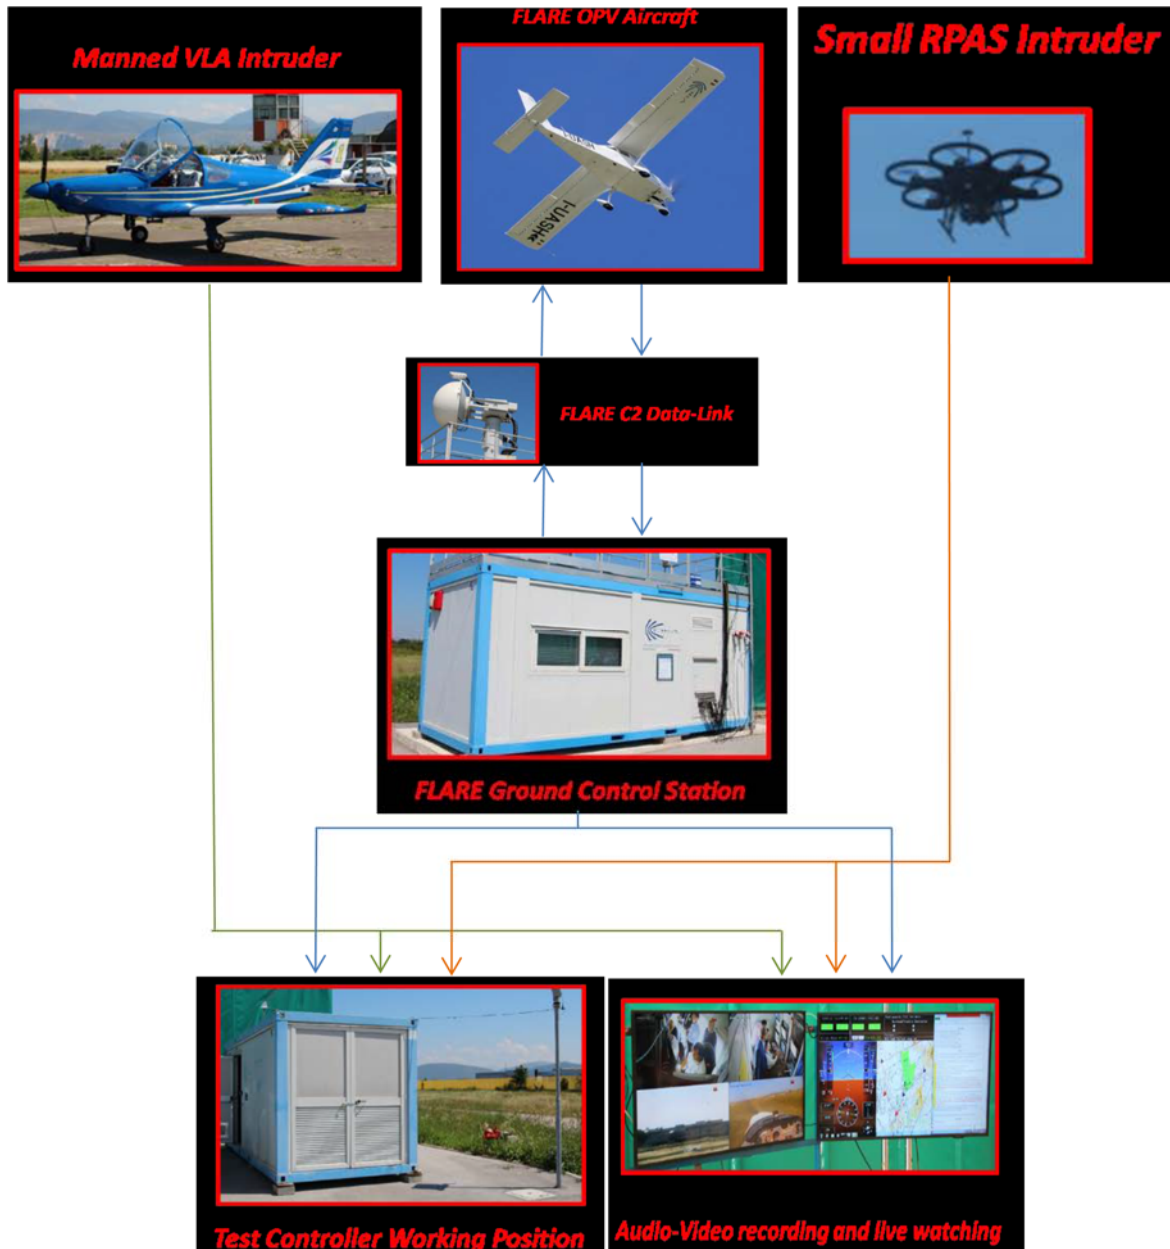 FLARE OPV Aircraft
Manned VLA Intruder
Small RPAS Intruder
I-UASH
FLARE C2 Data-Link
FLARE Ground Control Station
Test Controller Working Position
Audio-Video recording and live watching